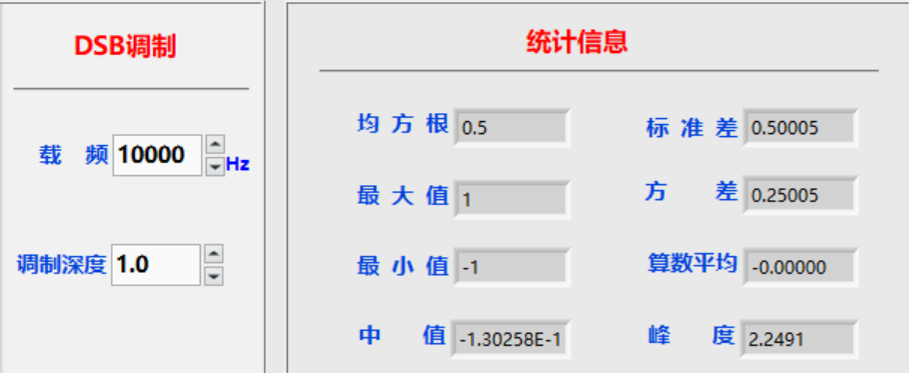 DSB调制
载 频 10000 Hz
调制深度 1.0
统计信息
均 方 根 0.5 标 准 差 0.50005
最 大 值 1 方 差 0.25005
最 小 值 -1 算数平均 -0.00000
中 值 -1.30258E-1 峰 度 2.2491